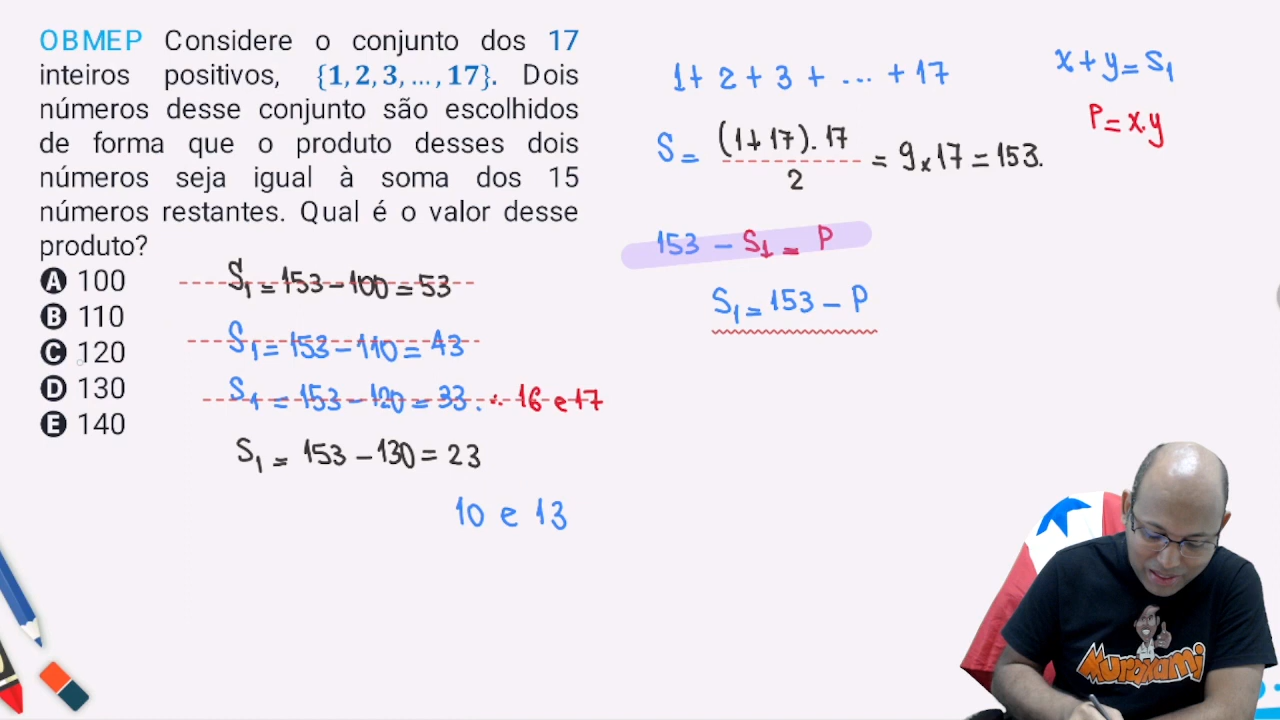 OBMEP Considere o conjunto dos 17
inteiros positivos, {1, 2, 3, ..., 17}. Dois
números desse conjunto são escolhidos
de forma que o produto desses dois
números seja igual à soma dos 15
números restantes. Qual é o valor desse
produto?
A 100
B 110
C 120
D 130
E 140
S₁ = 153 - 100 = 53
S₁ = 153 - 110 = 43
S₁ = 153 - 120 = 33. ∴ 16 e 17
S₁ = 153 - 130 = 23
10 e 13
1 + 2 + 3 + ... + 17
S = (1+17).17 / 2 = 9 x 17 = 153.
153 - S₁ = P
S₁ = 153 - P
x + y = S₁
P = x.y
Murakami